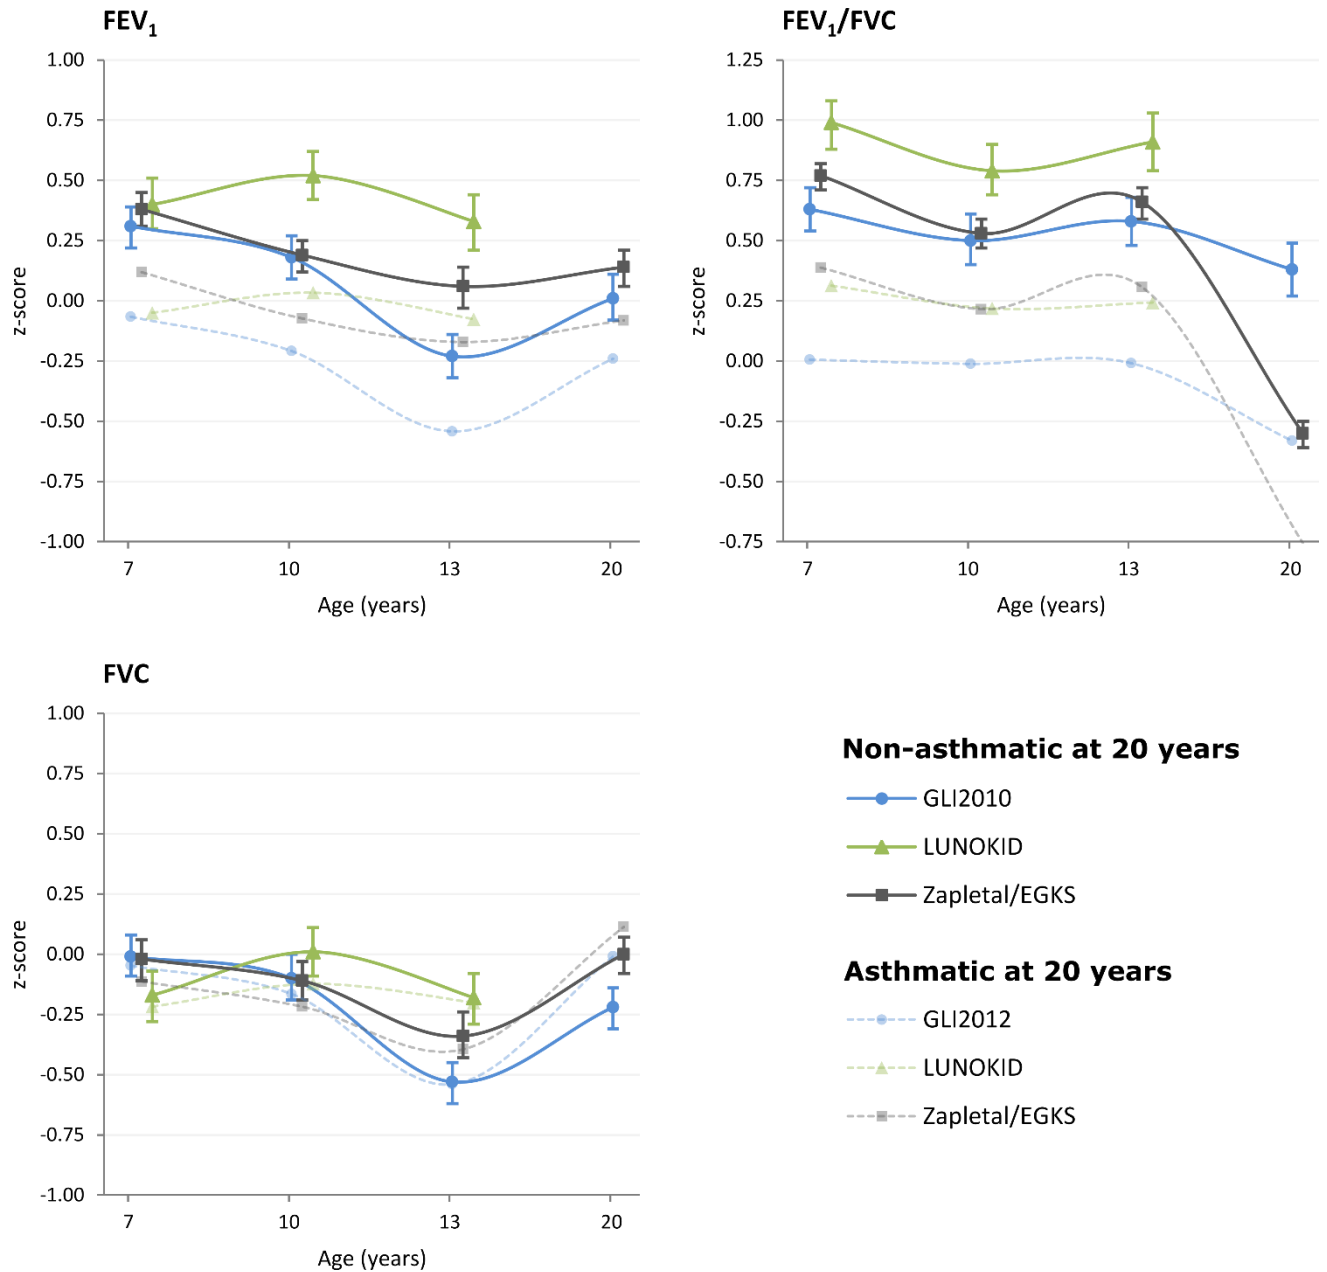 FEV₁
1.00
0.75
0.50
0.25
0.00
-0.25
-0.50
-0.75
-1.00
z-score
7 10 13 20
Age (years)
FEV₁/FVC
1.25
1.00
0.75
0.50
0.25
0.00
-0.25
-0.50
-0.75
z-score
7 10 13 20
Age (years)
FVC
1.00
0.75
0.50
0.25
0.00
-0.25
-0.50
-0.75
-1.00
z-score
7 10 13 20
Age (years)
Non-asthmatic at 20 years
GLI2010
LUNOKID
Zapletal/EGKS
Asthmatic at 20 years
GLI2012
LUNOKID
Zapletal/EGKS